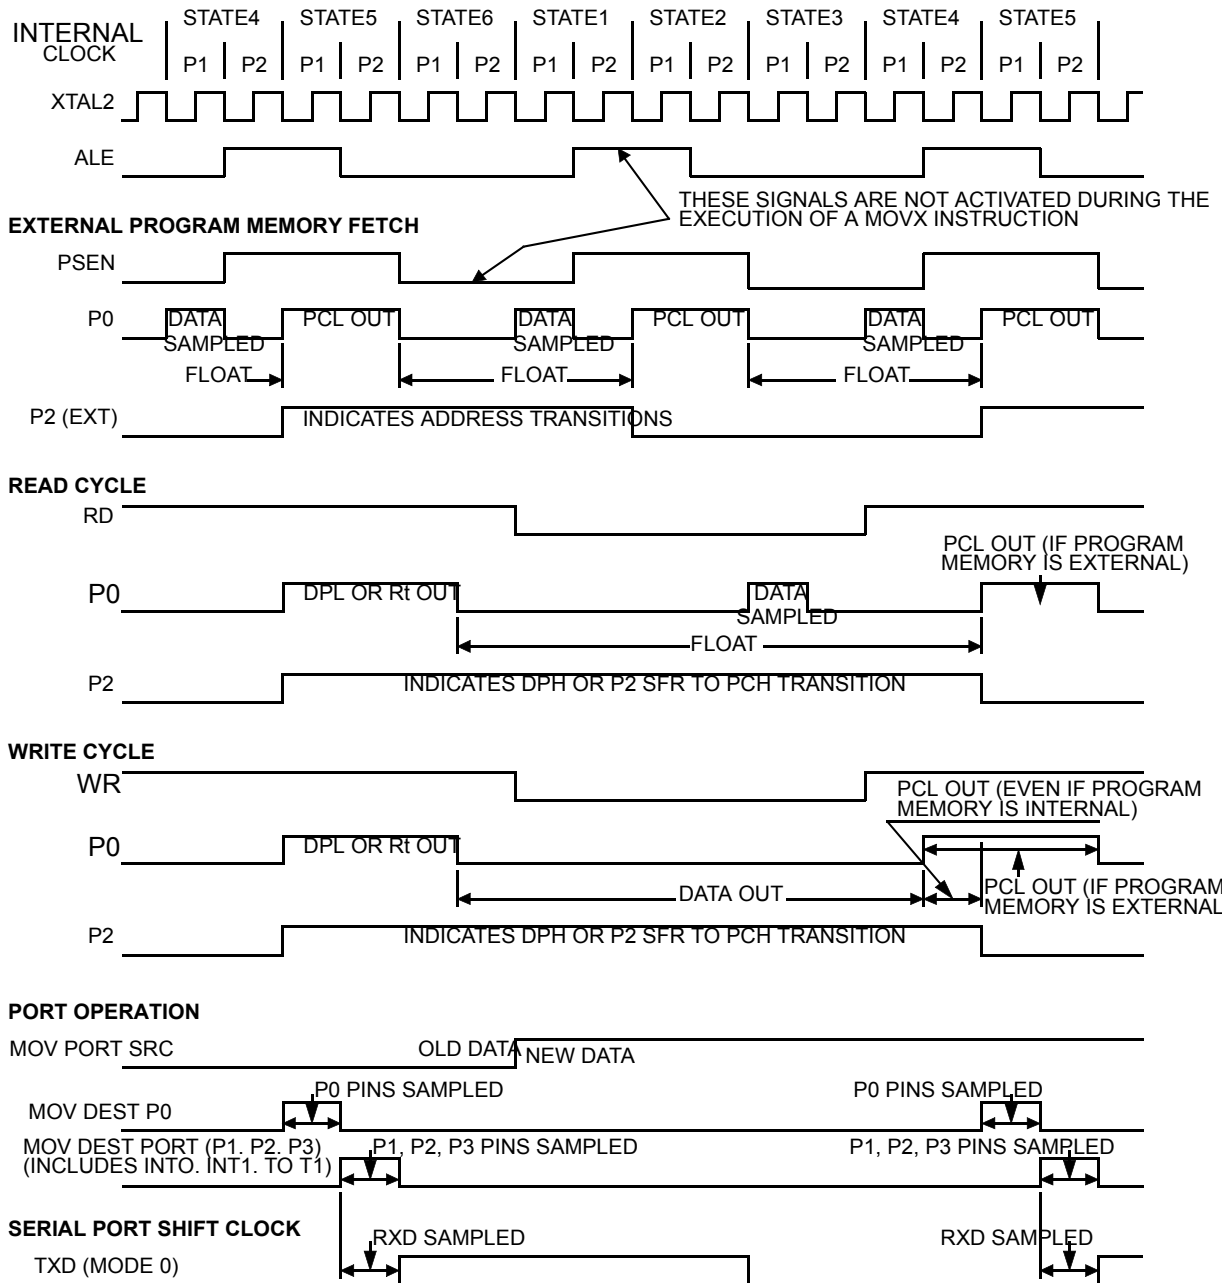 INTERNAL
CLOCK
STATE4 STATE5 STATE6 STATE1 STATE2 STATE3 STATE4 STATE5
P1 P2 P1 P2 P1 P2 P1 P2 P1 P2 P1 P2 P1 P2 P1 P2
XTAL2
ALE
THESE SIGNALS ARE NOT ACTIVATED DURING THE
EXECUTION OF A MOVX INSTRUCTION
EXTERNAL PROGRAM MEMORY FETCH
PSEN
P0 DATA PCL OUT DATA PCL OUT DATA PCL OUT
SAMPLED SAMPLED SAMPLED
FLOAT FLOAT FLOAT
P2 (EXT) INDICATES ADDRESS TRANSITIONS
READ CYCLE
RD
PCL OUT (IF PROGRAM
MEMORY IS EXTERNAL)
P0 DPL OR Rt OUT DATA
SAMPLED
FLOAT
P2 INDICATES DPH OR P2 SFR TO PCH TRANSITION
WRITE CYCLE
WR
PCL OUT (EVEN IF PROGRAM
MEMORY IS INTERNAL)
P0 DPL OR Rt OUT
DATA OUT
PCL OUT (IF PROGRAM
MEMORY IS EXTERNAL
P2 INDICATES DPH OR P2 SFR TO PCH TRANSITION
PORT OPERATION
MOV PORT SRC OLD DATA NEW DATA
P0 PINS SAMPLED P0 PINS SAMPLED
MOV DEST P0
MOV DEST PORT (P1. P2. P3) P1, P2, P3 PINS SAMPLED P1, P2, P3 PINS SAMPLED
(INCLUDES INTO. INT1. TO T1)
SERIAL PORT SHIFT CLOCK
RXD SAMPLED RXD SAMPLED
TXD (MODE 0)